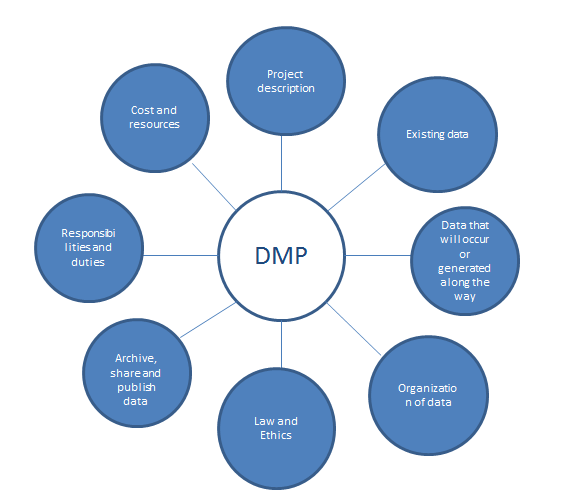 Project
description
Existing data
Data that
will occur
or
generated
along the
way
Organizatio
n of data
Law and
Ethics
Archive,
share and
publish
data
Responsibi
lities and
duties
Cost and
resources
DMP